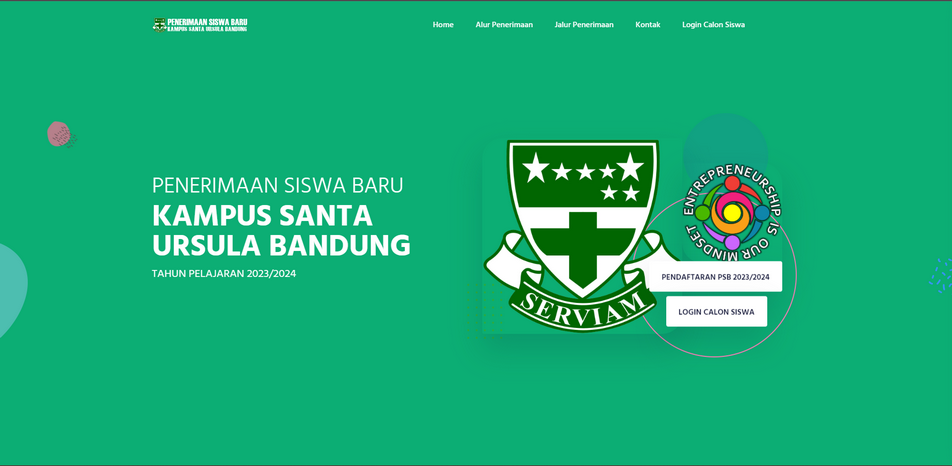 PENERIMAAN SISWA BARU
KAMPUS SANTA URSULA BANDUNG
Home
Alur Penerimaan
Jalur Penerimaan
Kontak
Login Calon Siswa
PENERIMAAN SISWA BARU
KAMPUS SANTA
URSULA BANDUNG
TAHUN PELAJARAN 2023/2024
SERVIAM
ENTREPRENEURSHIP IS OUR MINDSET
PENDAFTARAN PSB 2023/2024
LOGIN CALON SISWA